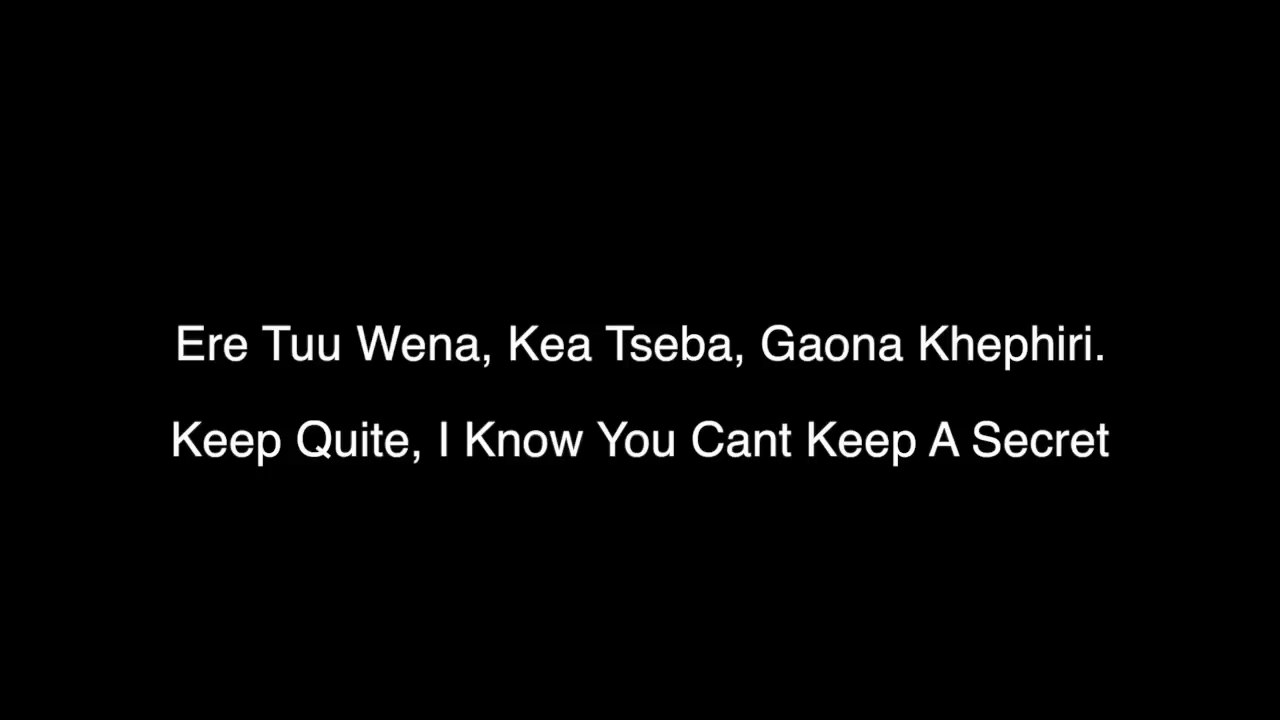 Ere Tuu Wena, Kea Tseba, Gaona Khephiri.
Keep Quite, I Know You Cant Keep A Secret